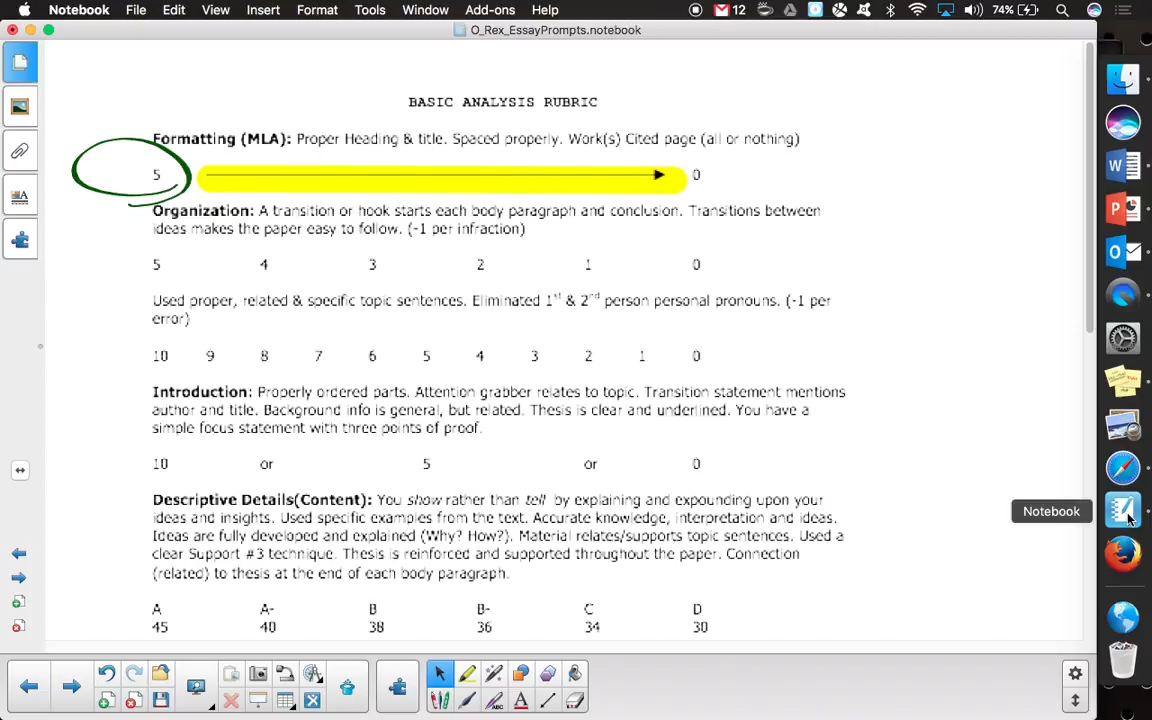 Notebook File Edit View Insert Format Tools Window Add-ons Help 12 74%
O_Rex_EssayPrompts.notebook
BASIC ANALYSIS RUBRIC
Formatting (MLA): Proper Heading & title. Spaced properly. Work(s) Cited page (all or nothing)
5 0
Organization: A transition or hook starts each body paragraph and conclusion. Transitions between
ideas makes the paper easy to follow. (-1 per infraction)
5 4 3 2 1 0
Used proper, related & specific topic sentences. Eliminated 1st & 2nd person personal pronouns. (-1 per
error)
10 9 8 7 6 5 4 3 2 1 0
Introduction: Properly ordered parts. Attention grabber relates to topic. Transition statement mentions
author and title. Background info is general, but related. Thesis is clear and underlined. You have a
simple focus statement with three points of proof.
10 or 5 or 0
Descriptive Details(Content): You show rather than tell by explaining and expounding upon your
ideas and insights. Used specific examples from the text. Accurate knowledge, interpretation and ideas.
Ideas are fully developed and explained (Why? How?). Material relates/supports topic sentences. Used a
clear Support #3 technique. Thesis is reinforced and supported throughout the paper. Connection
(related) to thesis at the end of each body paragraph.
A A- B B- C D
45 40 38 36 34 30
Notebook